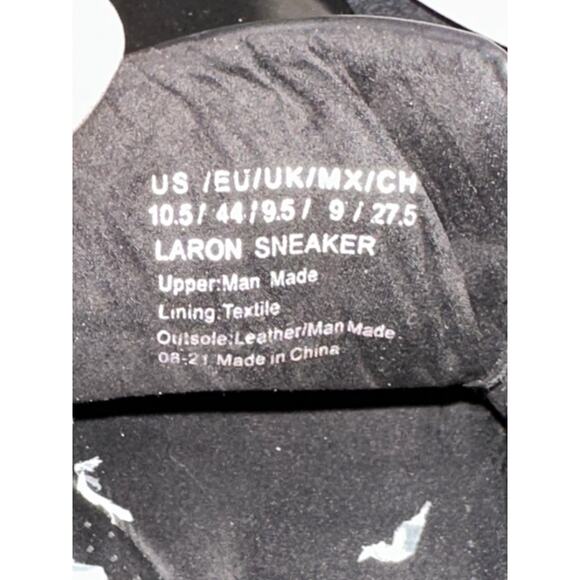 US /EU/UK/MX/CH
10.5/ 44/9.5/ 9/27.5
LARON SNEAKER
Upper:Man Made
Lining:Textile
Outsole:Leather/Man Made
08-21 Made in China